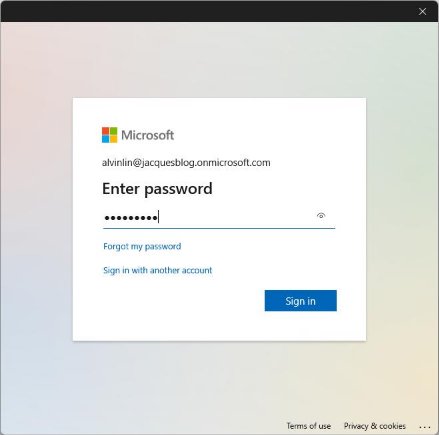 Microsoft
alvinlin@jacquesblog.onmicrosoft.com
Enter password
●●●●●●●●●
Forgot my password
Sign in with another account
Sign in
Terms of use Privacy & cookies ...